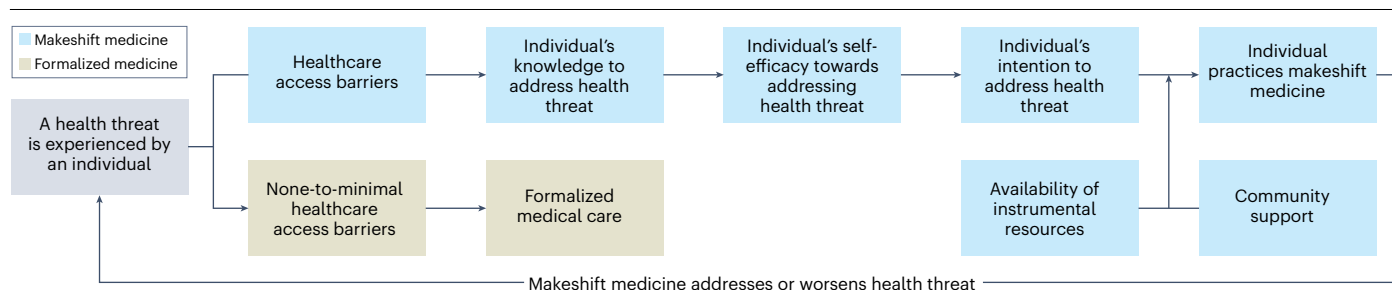 Makeshift medicine
Formalized medicine
A health threat
is experienced by
an individual
Healthcare
access barriers
Individual's
knowledge to
address health
threat
Individual's self-
efficacy towards
addressing
health threat
Individual's
intention to
address health
threat
Individual
practices makeshift
medicine
None-to-minimal
healthcare
access barriers
Formalized
medical care
Availability of
instrumental
resources
Community
support
Makeshift medicine addresses or worsens health threat